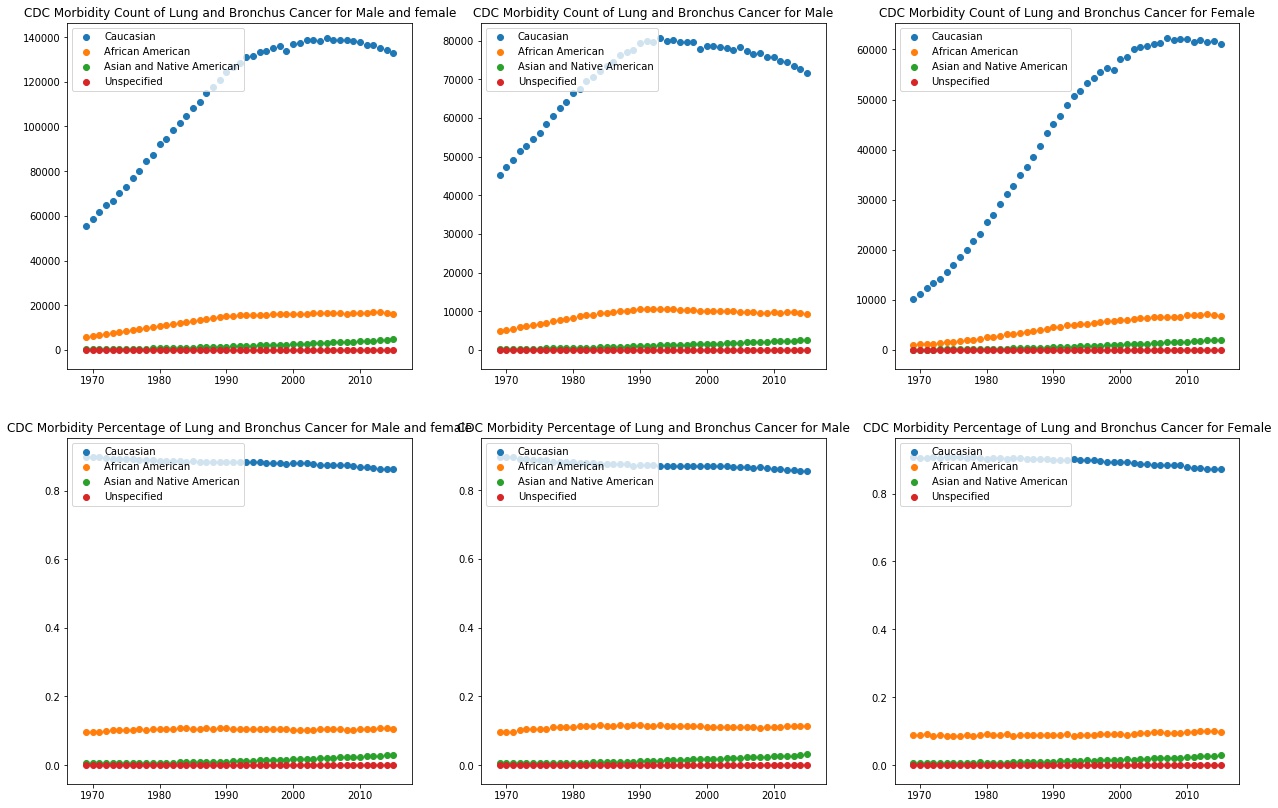 CDC Morbidity Count of Lung and Bronchus Cancer for Male and female
Caucasian
African American
Asian and Native American
Unspecified
140000
120000
100000
80000
60000
40000
20000
0
1970 1980 1990 2000 2010
CDC Morbidity Count of Lung and Bronchus Cancer for Male
Caucasian
African American
Asian and Native American
Unspecified
80000
70000
60000
50000
40000
30000
20000
10000
0
1970 1980 1990 2000 2010
CDC Morbidity Count of Lung and Bronchus Cancer for Female
Caucasian
African American
Asian and Native American
Unspecified
60000
50000
40000
30000
20000
10000
0
1970 1980 1990 2000 2010
CDC Morbidity Percentage of Lung and Bronchus Cancer for Male and female
Caucasian
African American
Asian and Native American
Unspecified
0.8
0.6
0.4
0.2
0.0
1970 1980 1990 2000 2010
CDC Morbidity Percentage of Lung and Bronchus Cancer for Male
Caucasian
African American
Asian and Native American
Unspecified
0.8
0.6
0.4
0.2
0.0
1970 1980 1990 2000 2010
CDC Morbidity Percentage of Lung and Bronchus Cancer for Female
Caucasian
African American
Asian and Native American
Unspecified
0.8
0.6
0.4
0.2
0.0
1970 1980 1990 2000 2010